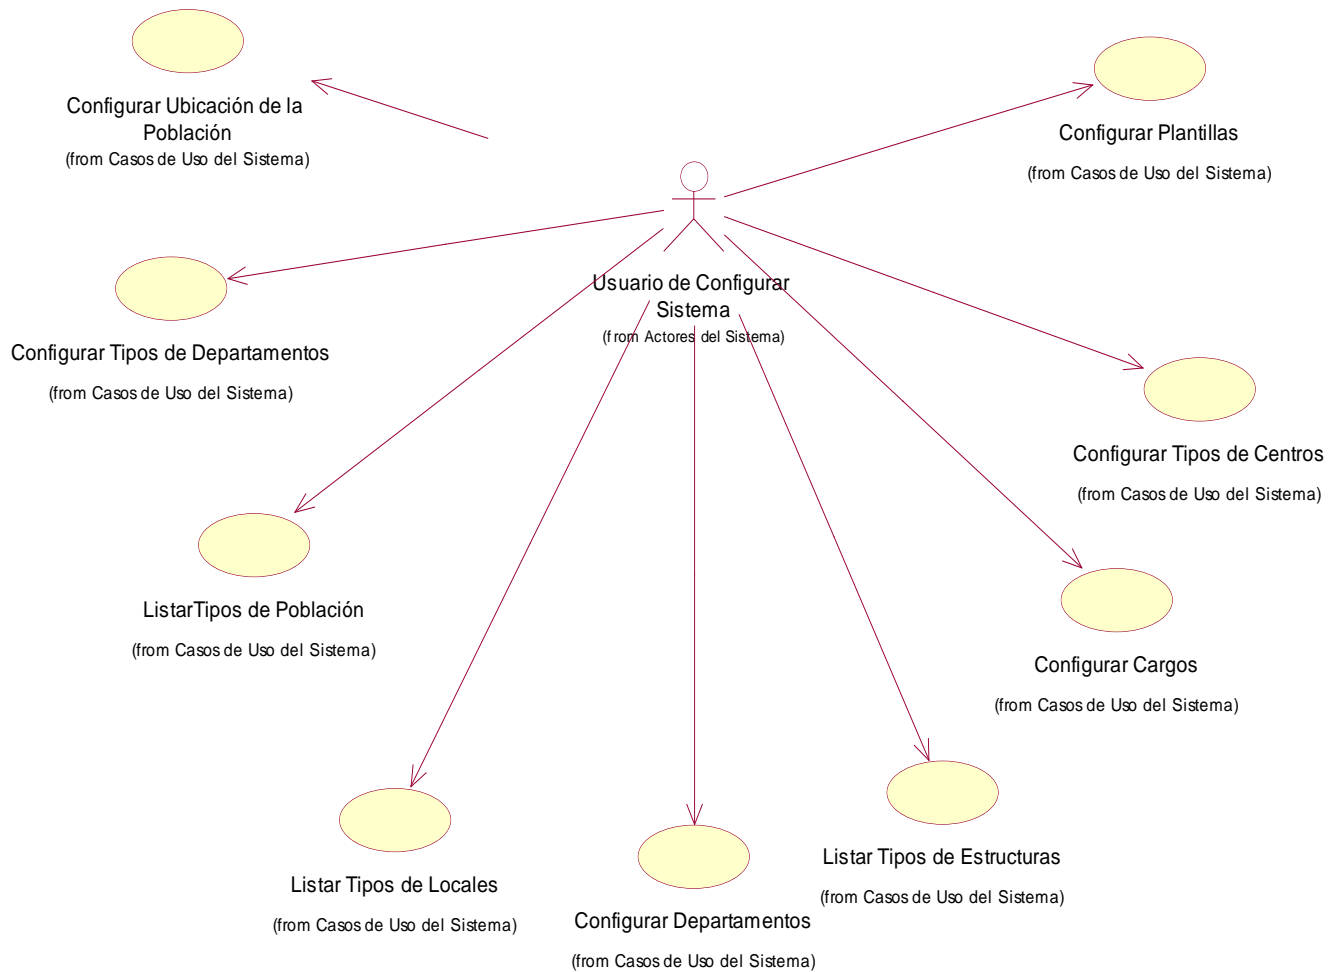 Configurar Ubicación de la
Población
(from Casos de Uso del Sistema)
Configurar Plantillas
(from Casos de Uso del Sistema)
Usuario de Configurar
Sistema
(from Actores del Sistema)
Configurar Tipos de Departamentos
(from Casos de Uso del Sistema)
Configurar Tipos de Centros
(from Casos de Uso del Sistema)
ListarTipos de Población
(from Casos de Uso del Sistema)
Configurar Cargos
(from Casos de Uso del Sistema)
Listar Tipos de Locales
(from Casos de Uso del Sistema)
Configurar Departamentos
(from Casos de Uso del Sistema)
Listar Tipos de Estructuras
(from Casos de Uso del Sistema)